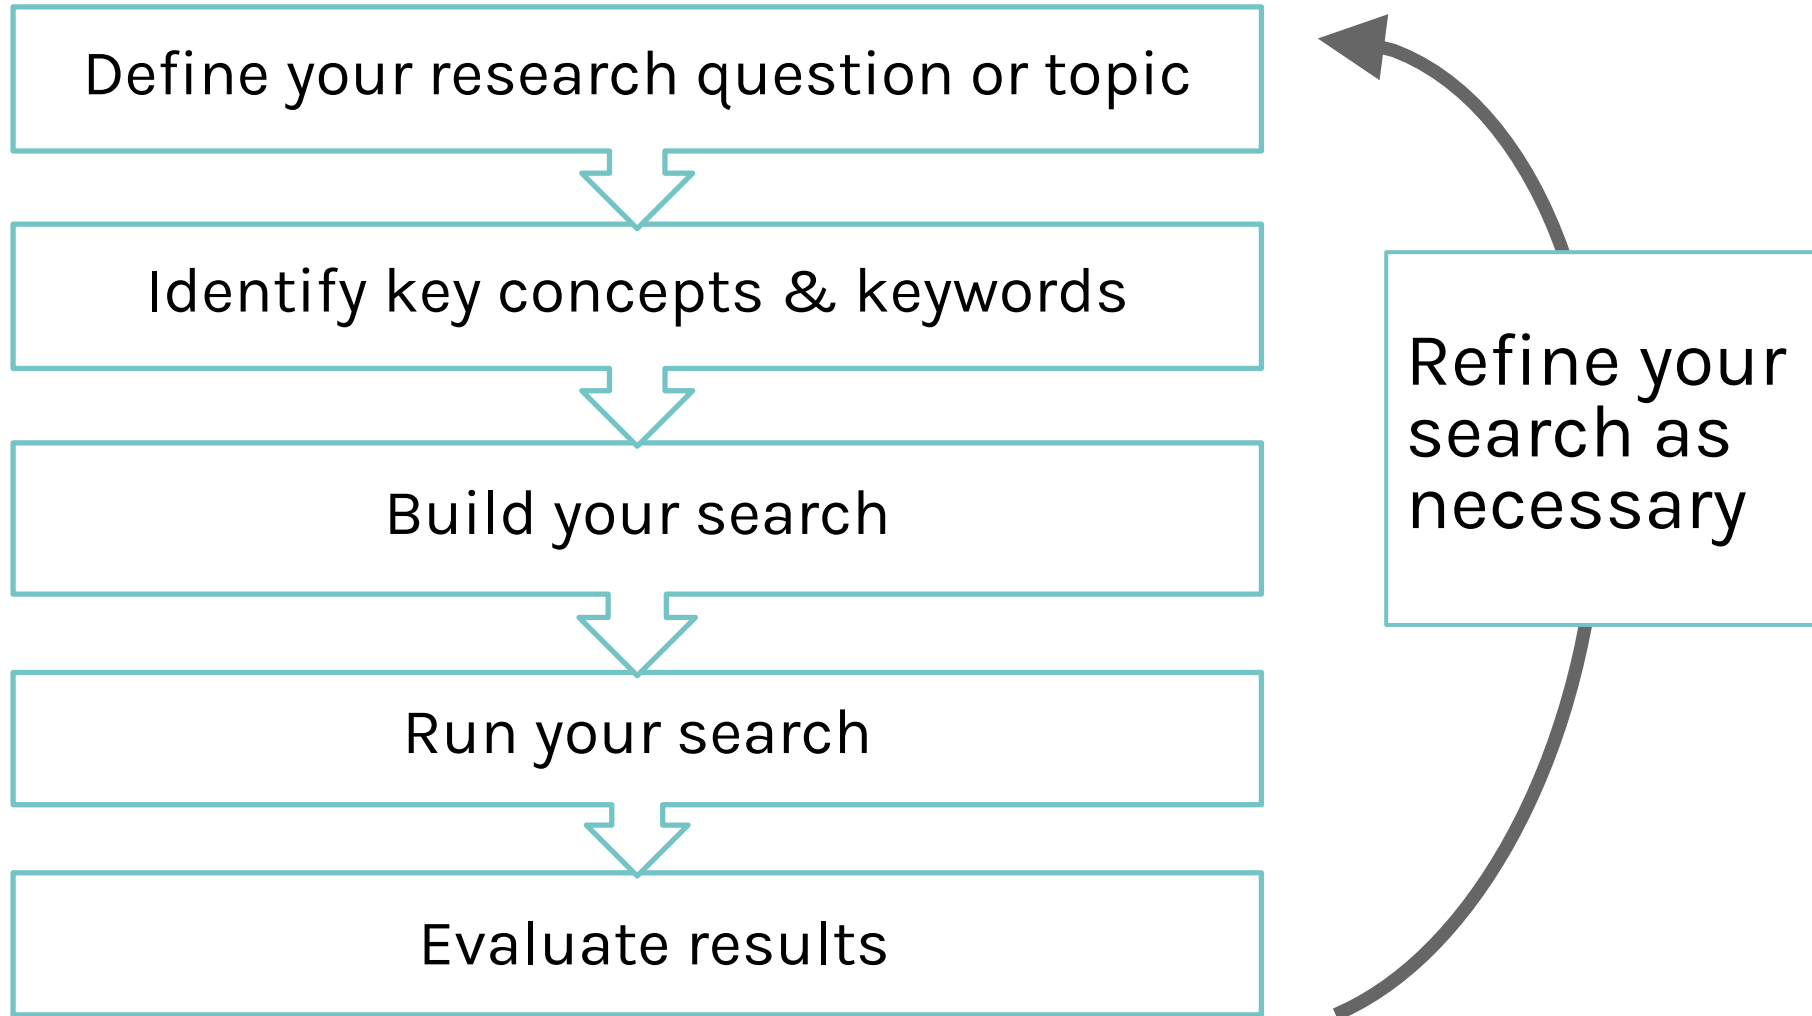 Define your research question or topic
Identify key concepts & keywords
Build your search
Run your search
Evaluate results
Refine your
search as
necessary